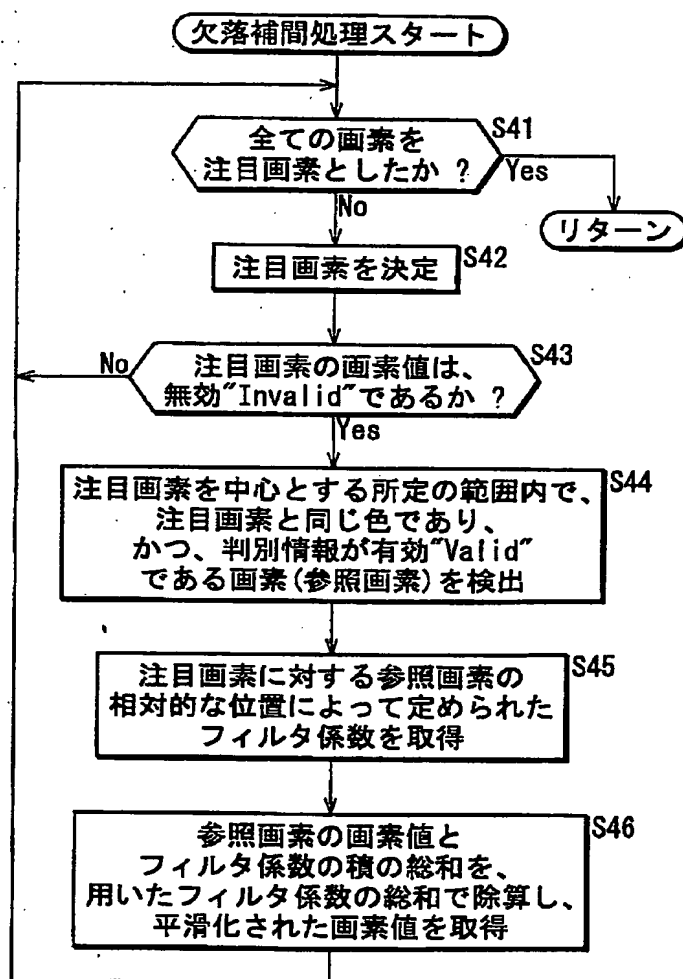 欠落補間処理スタート
全ての画素を
注目画素としたか ?
S41
Yes
No
リターン
注目画素を決定
S42
注目画素の画素値は、
無効"Invalid"であるか ?
S43
No
Yes
注目画素を中心とする所定の範囲内で、
注目画素と同じ色であり、
かつ、判別情報が有効"Valid"
である画素(参照画素)を検出
S44
注目画素に対する参照画素の
相対的な位置によって定められた
フィルタ係数を取得
S45
参照画素の画素値と
フィルタ係数の積の総和を、
用いたフィルタ係数の総和で除算し、
平滑化された画素値を取得
S46